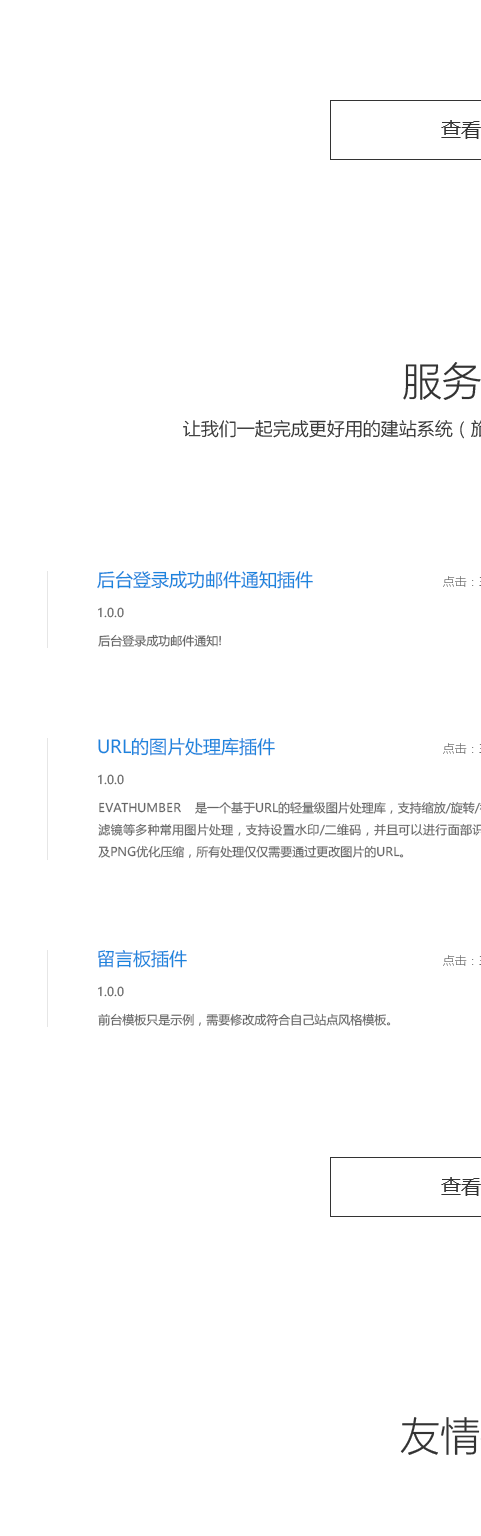 查看
服务
让我们一起完成更好用的建站系统（
后台登录成功邮件通知插件
点击：
1.0.0
后台登录成功邮件通知!
URL的图片处理库插件
点击：
1.0.0
EVATHUMBER 是一个基于URL的轻量级图片处理库，支持缩放/旋转/
滤镜等多种常用图片处理，支持设置水印/二维码，并且可以进行面部识
及PNG优化压缩，所有处理仅仅需要通过更改图片的URL。
留言板插件
点击：
1.0.0
前台模板只是示例，需要修改成符合自己站点风格模板。
查看
友情